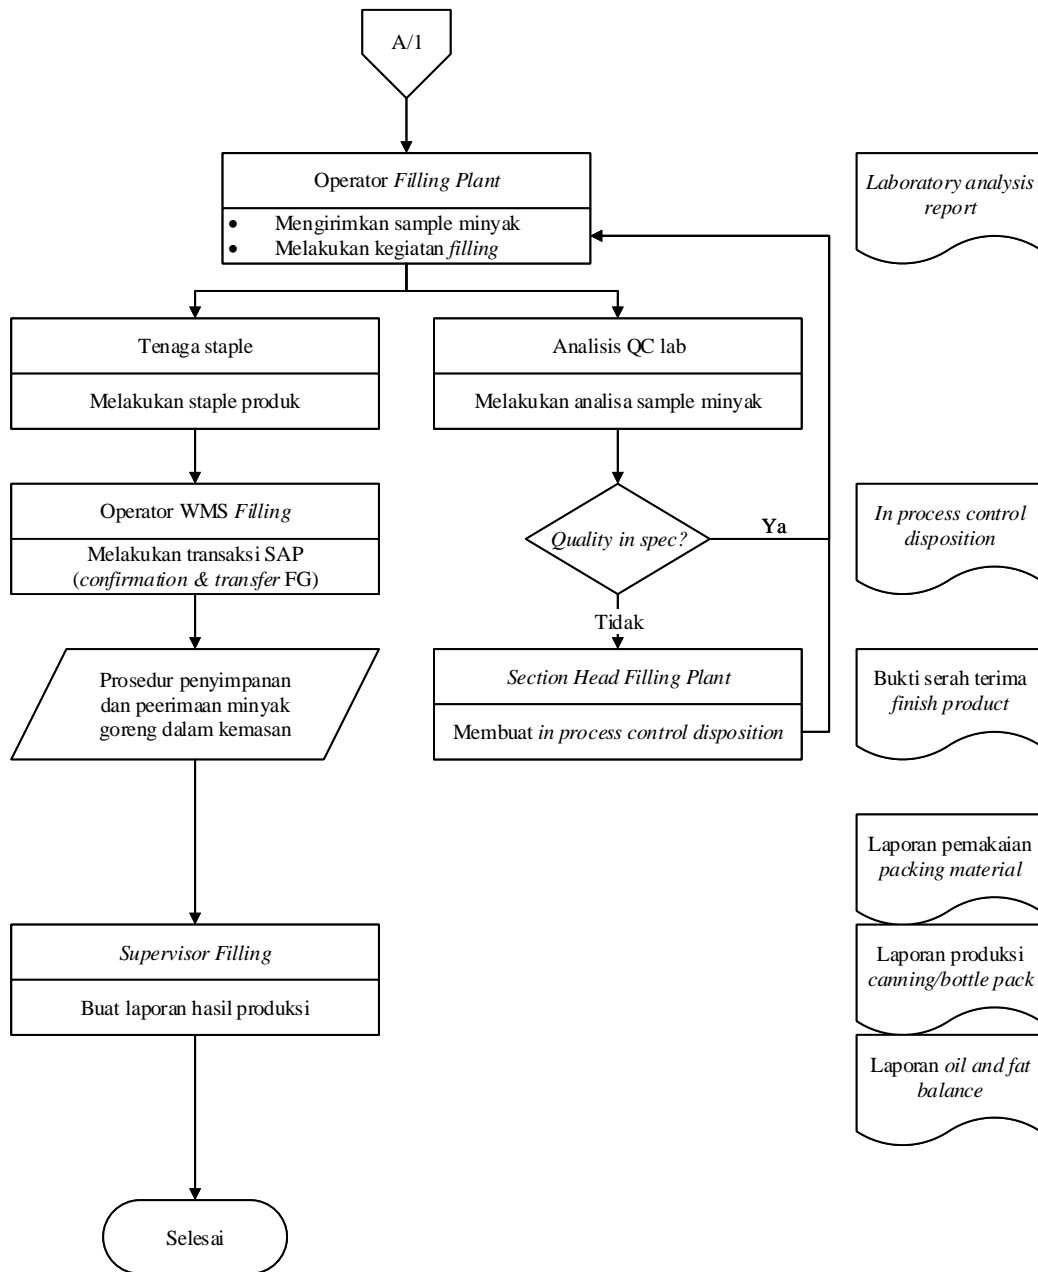 A/1
Operator Filling Plant
• Mengirimkan sample minyak
• Melakukan kegiatan filling
Laboratory analysis
report
Tenaga staple
Melakukan staple produk
Analisis QC lab
Melakukan analisa sample minyak
Operator WMS Filling
Melakukan transaksi SAP
(confirmation & transfer FG)
Quality in spec?
Ya
Tidak
In process control
disposition
Prosedur penyimpanan
dan peerimaan minyak
goreng dalam kemasan
Section Head Filling Plant
Membuat in process control disposition
Bukti serah terima
finish product
Laporan pemakaian
packing material
Supervisor Filling
Buat laporan hasil produksi
Laporan produksi
canning/bottle pack
Laporan oil and fat
balance
Selesai